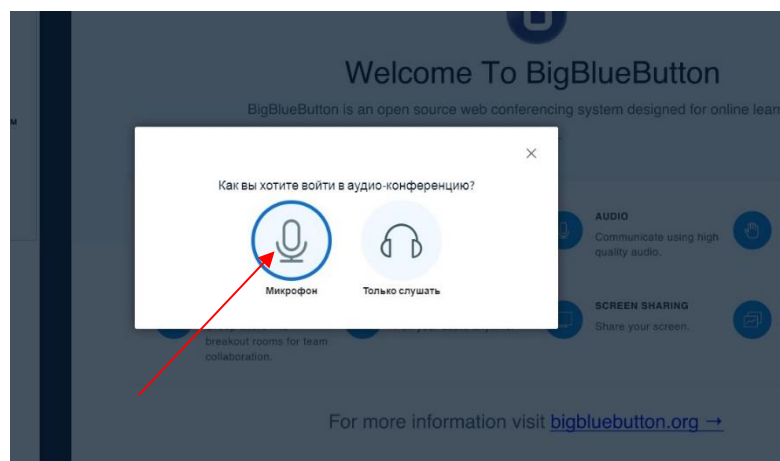 Welcome To BigBlueButton
BigBlueButton is an open source web conferencing system designed for online lear
м
Как вы хотите войти в аудио-конференцию?
Микрофон
Только слушать
AUDIO
Communicate using high
quality audio.
SCREEN SHARING
Share your screen.
breakout rooms for team
collaboration.
For more information visit bigbluebutton.org →